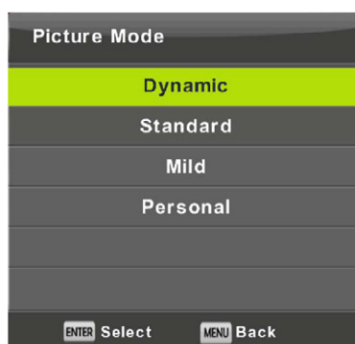 Picture Mode
Dynamic
Standard
Mild
Personal
ENTER Select MENU Back